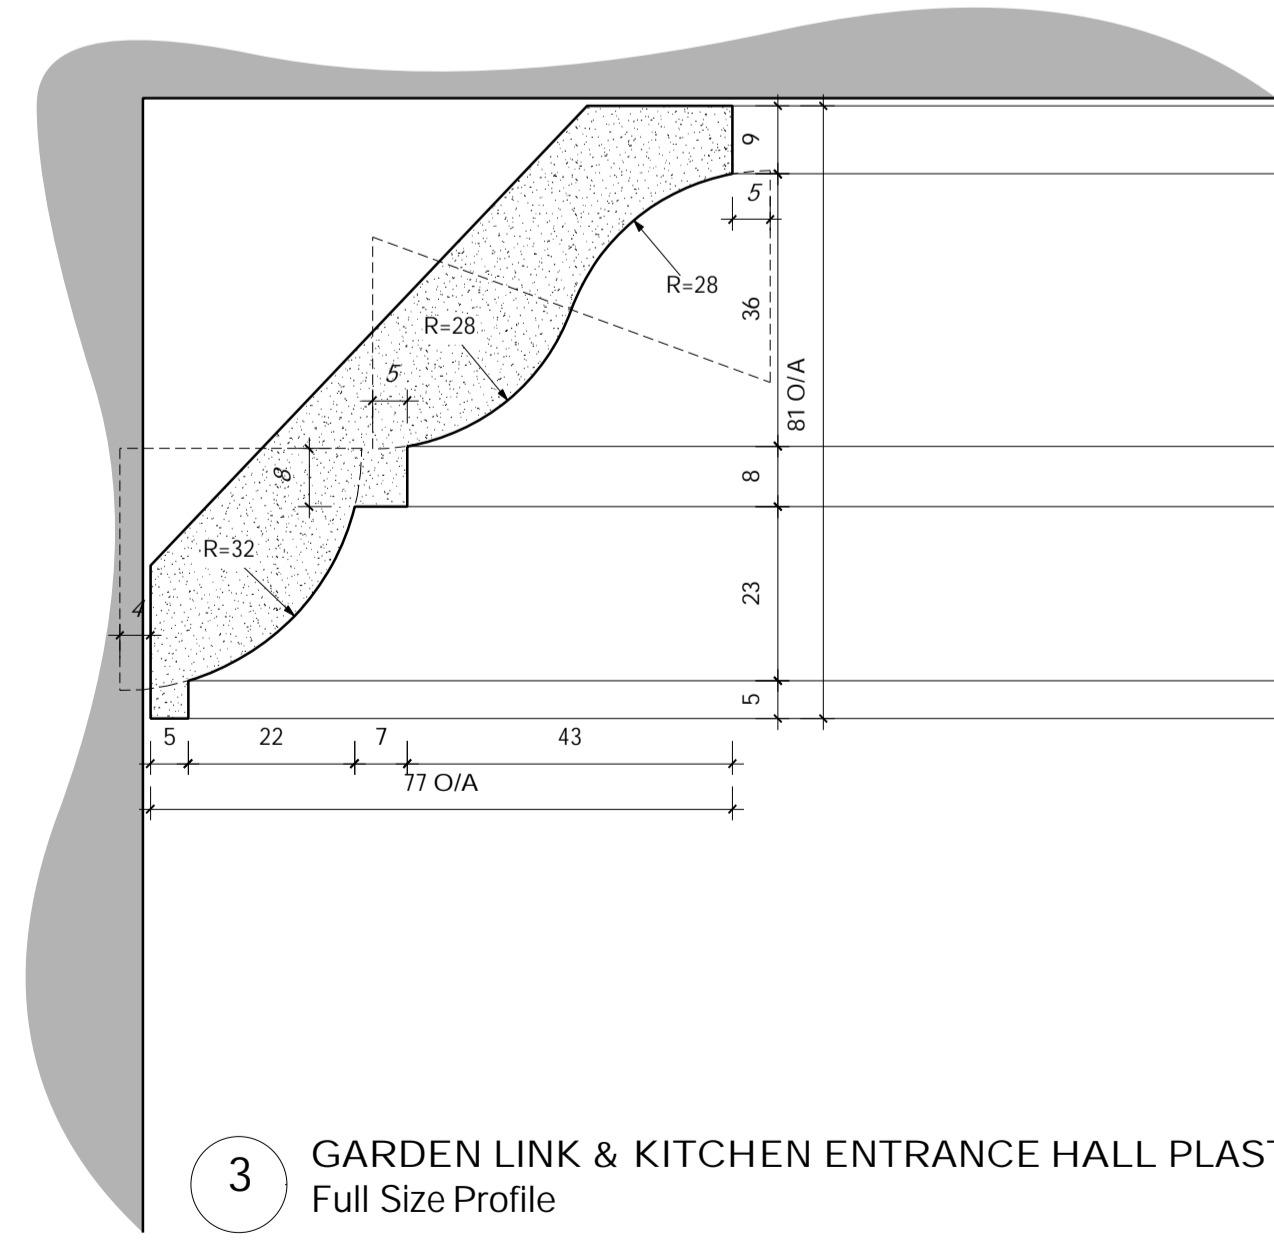 9
5
R=28
36
R=28
5
81 O/A
8
8
R=32
23
4
5
5 22 7 43
77 O/A
3
GARDEN LINK & KITCHEN ENTRANCE HALL PLAST
Full Size Profile